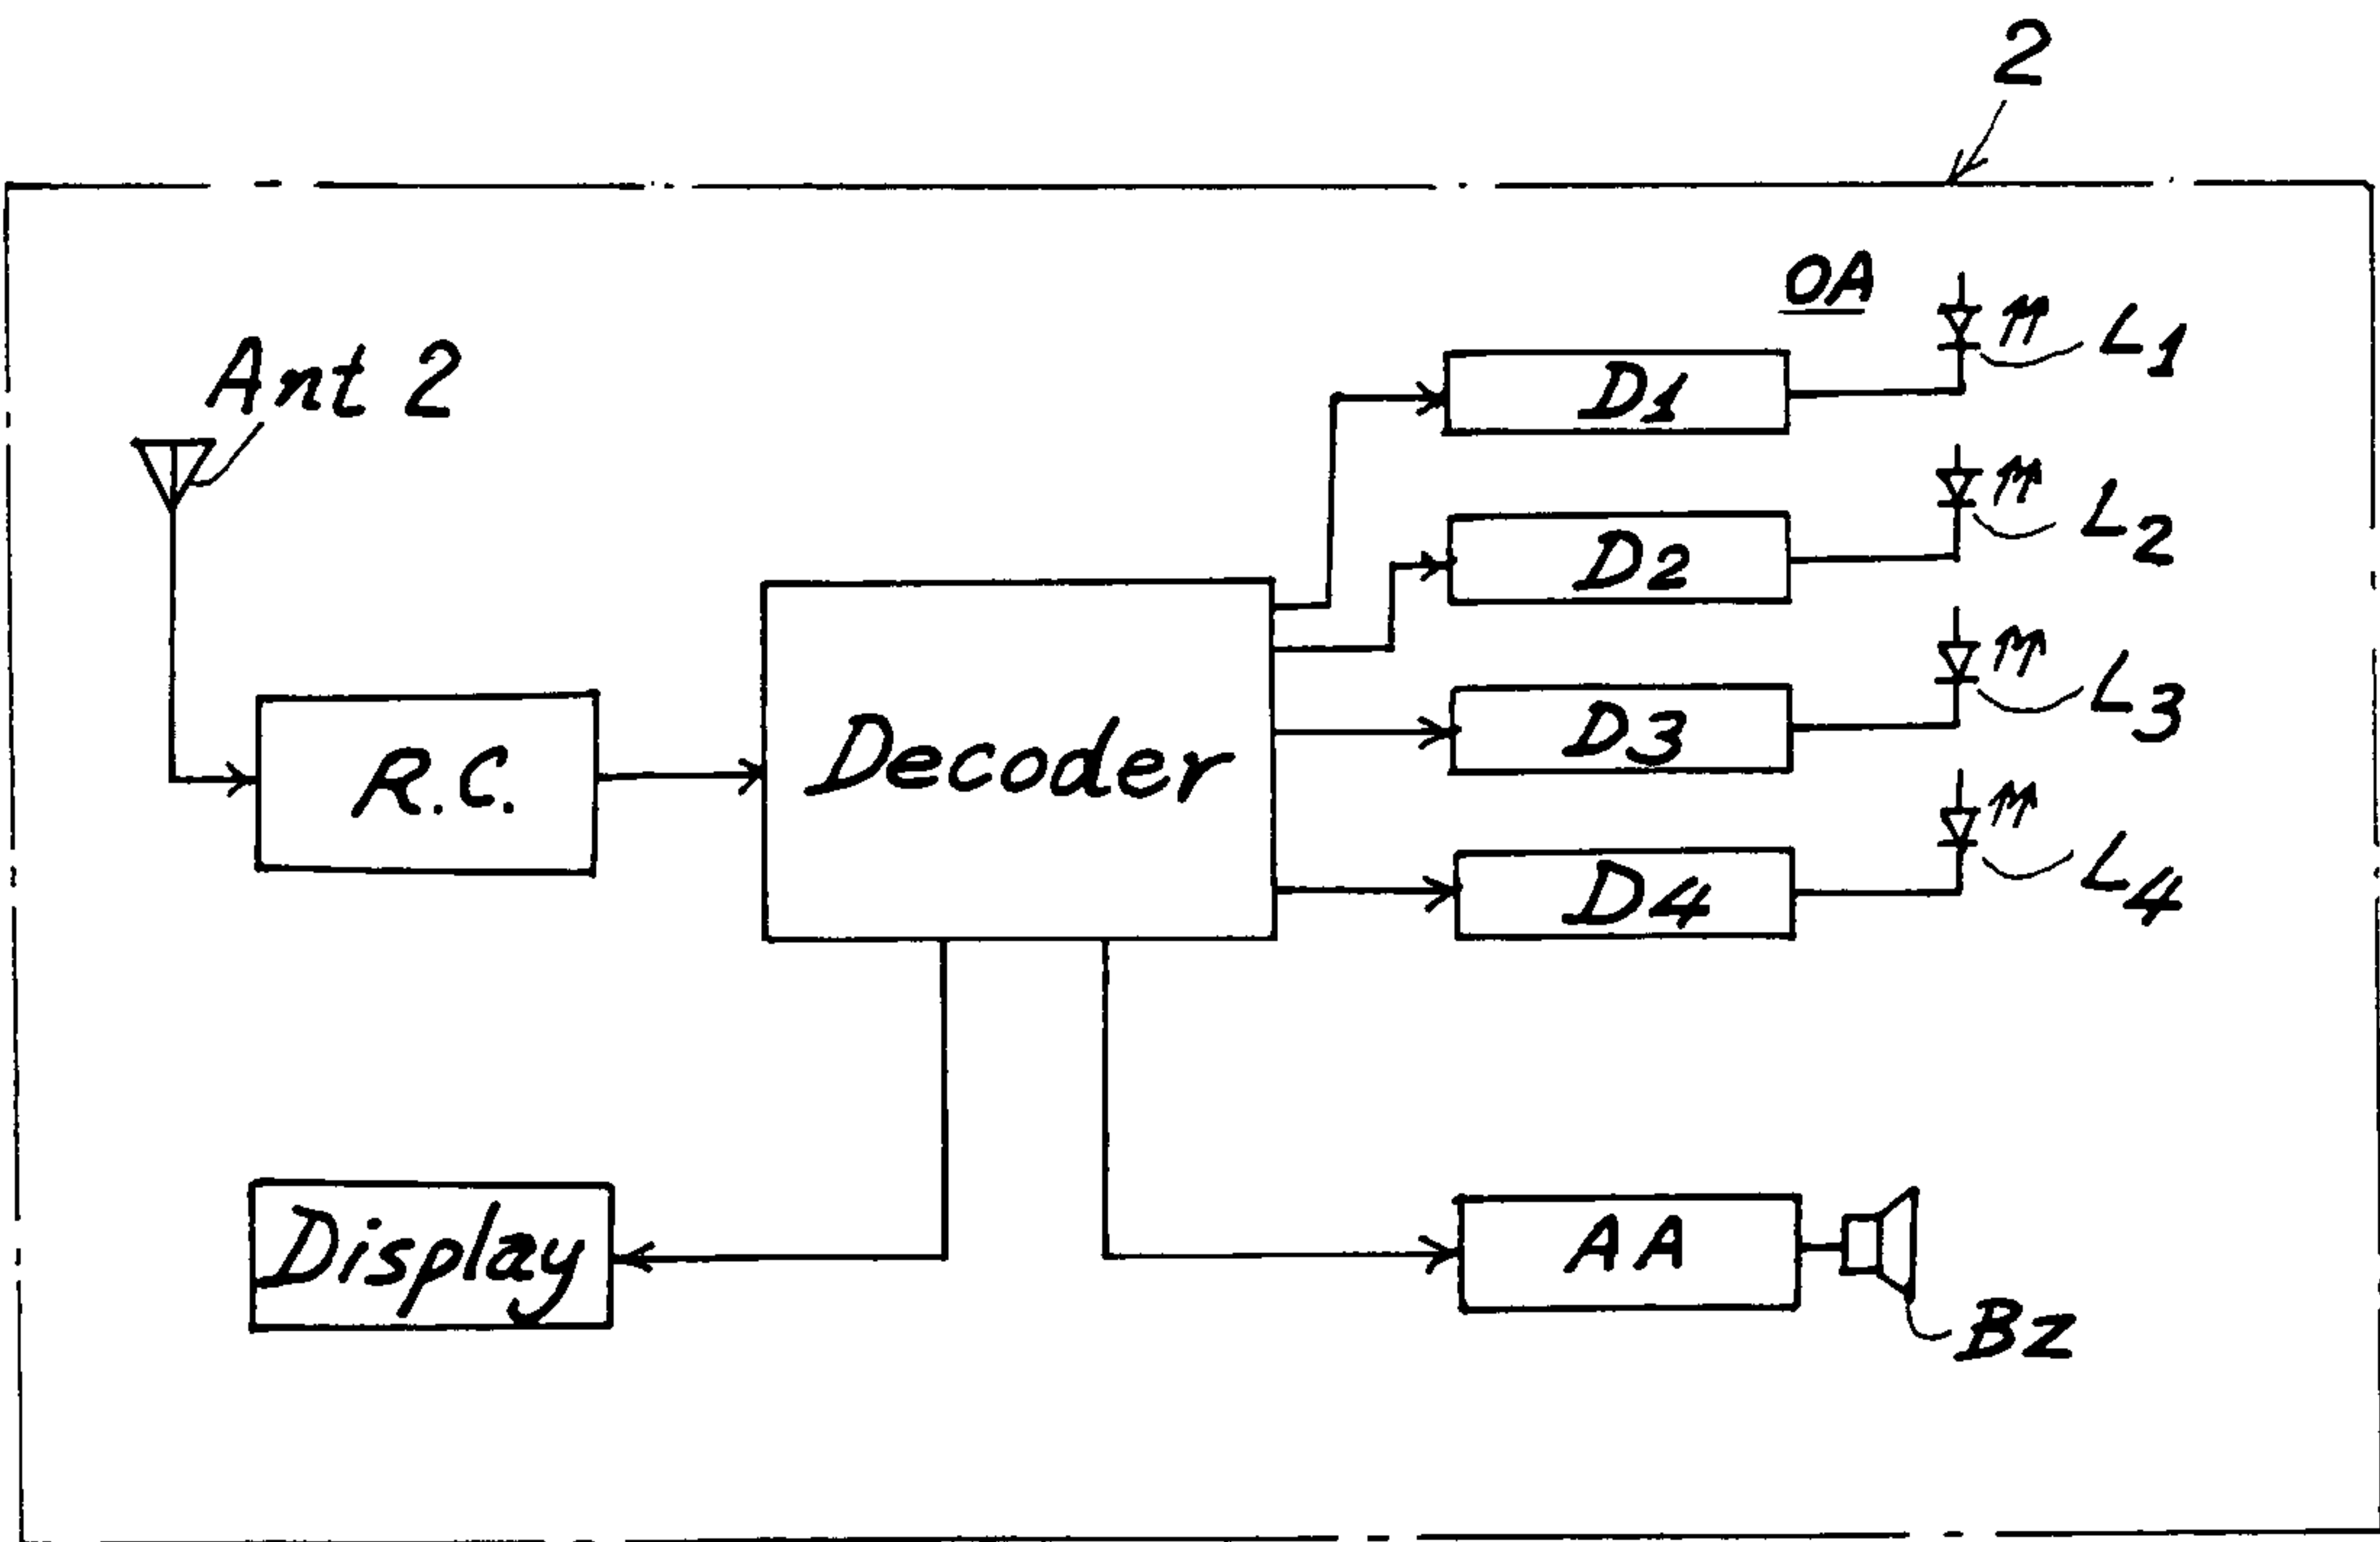 2
OA
Ant 2
L1
D1
L2
D2
L3
D3
R.C.
Decoder
L4
D4
Display
AA
BZ